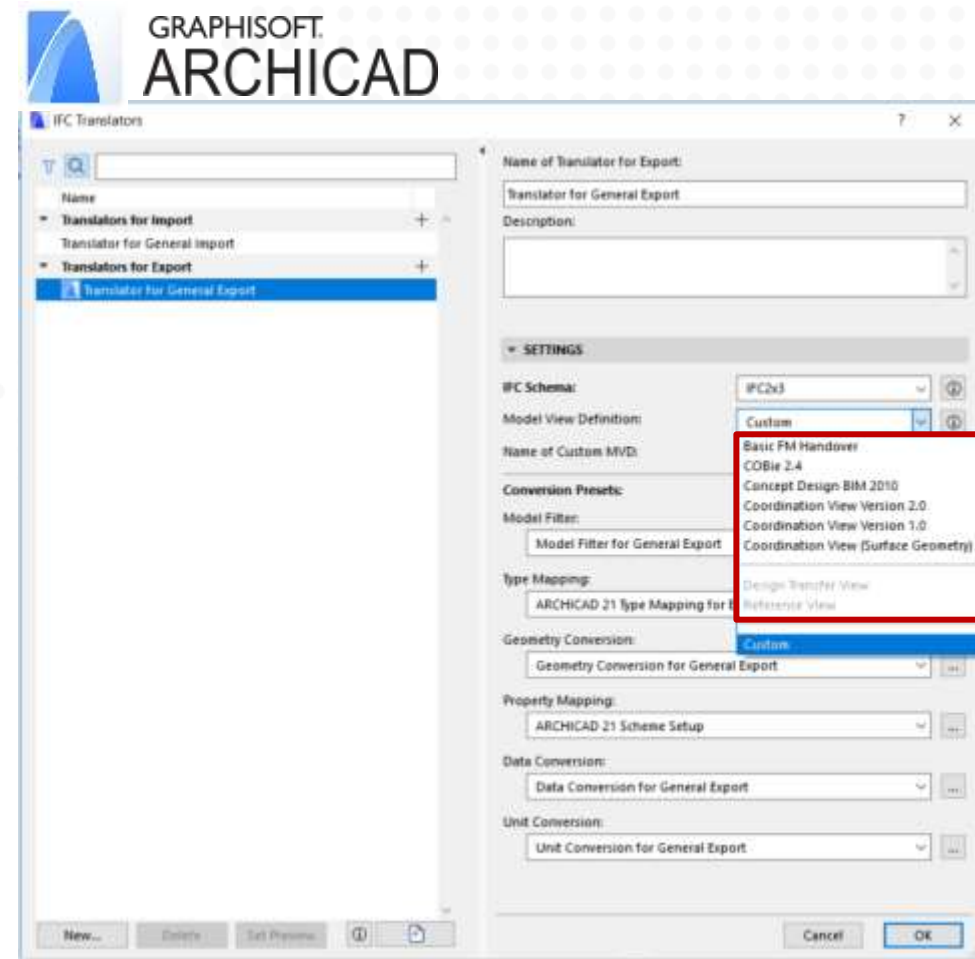 GRAPHISOFT.
ARCHICAD
IFC Translators
?
Name
Translators for Import
Translator for General Import
Translators for Export
Translator for General Export
New...
Delete
Set Preview
Name of Translator for Export:
Translator for General Export
Description:
SETTINGS
IFC Schema:
IFC2x3
Model View Definition:
Custom
Name of Custom MVD:
Basic FM Handover
COBie 2.4
Concept Design BIM 2010
Coordination View Version 2.0
Coordination View Version 1.0
Coordination View (Surface Geometry)
Design Transfer View
Reference View
Custom
Conversion Presets:
Model Filter:
Model Filter for General Export
Type Mapping:
ARCHICAD 21 Type Mapping for
Geometry Conversion:
Geometry Conversion for General Export
...
Property Mapping:
ARCHICAD 21 Scheme Setup
...
Data Conversion:
Data Conversion for General Export
...
Unit Conversion:
Unit Conversion for General Export
...
Cancel
OK